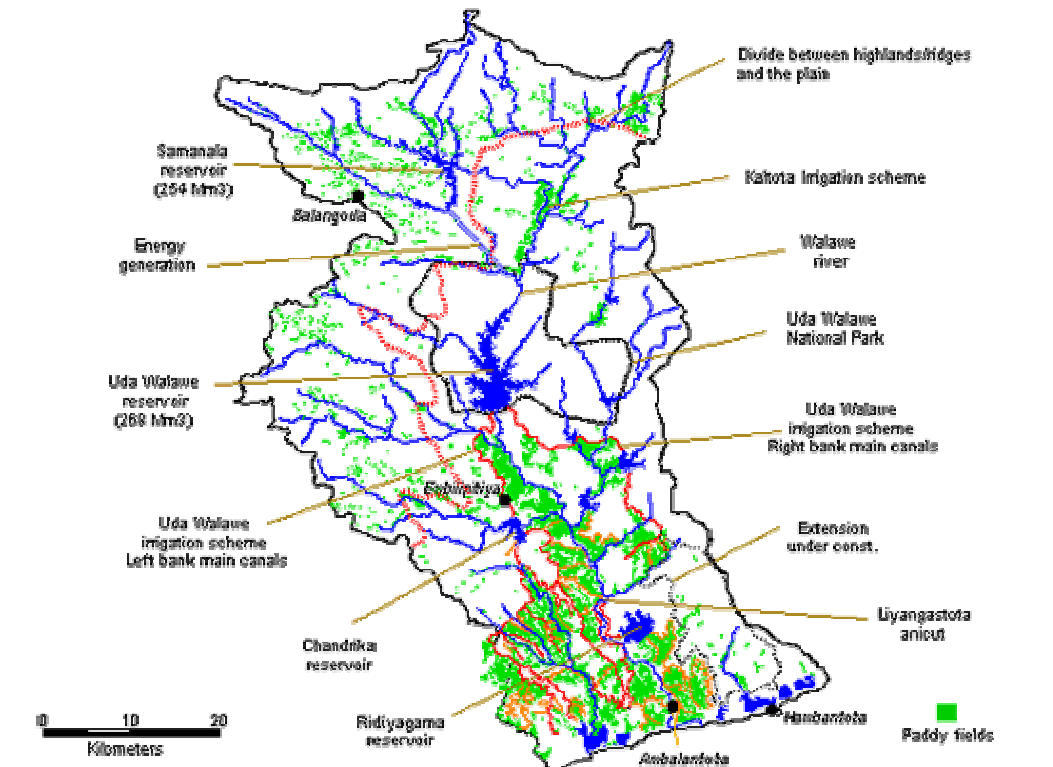 Divide between highlands/ridges
and the plain
Samanala
reservoir
(264 Mm3)
Kaltota Irrigation scheme
Balangoda
Energy
generation
Walawe
river
Uda Walawe
National Park
Uda Walawe
reservoir
(268 Mm3)
Uda Walawe
irrigation scheme
Right bank main canals
Embilipitiya
Uda Walawe
irrigation scheme
Left bank main canals
Extension
under const.
Liyangastota
anicut
Chandrika
reservoir
Ridiyagama
reservoir
Hambantota
Ambalantota
0 10 20
Kilometers
Paddy fields